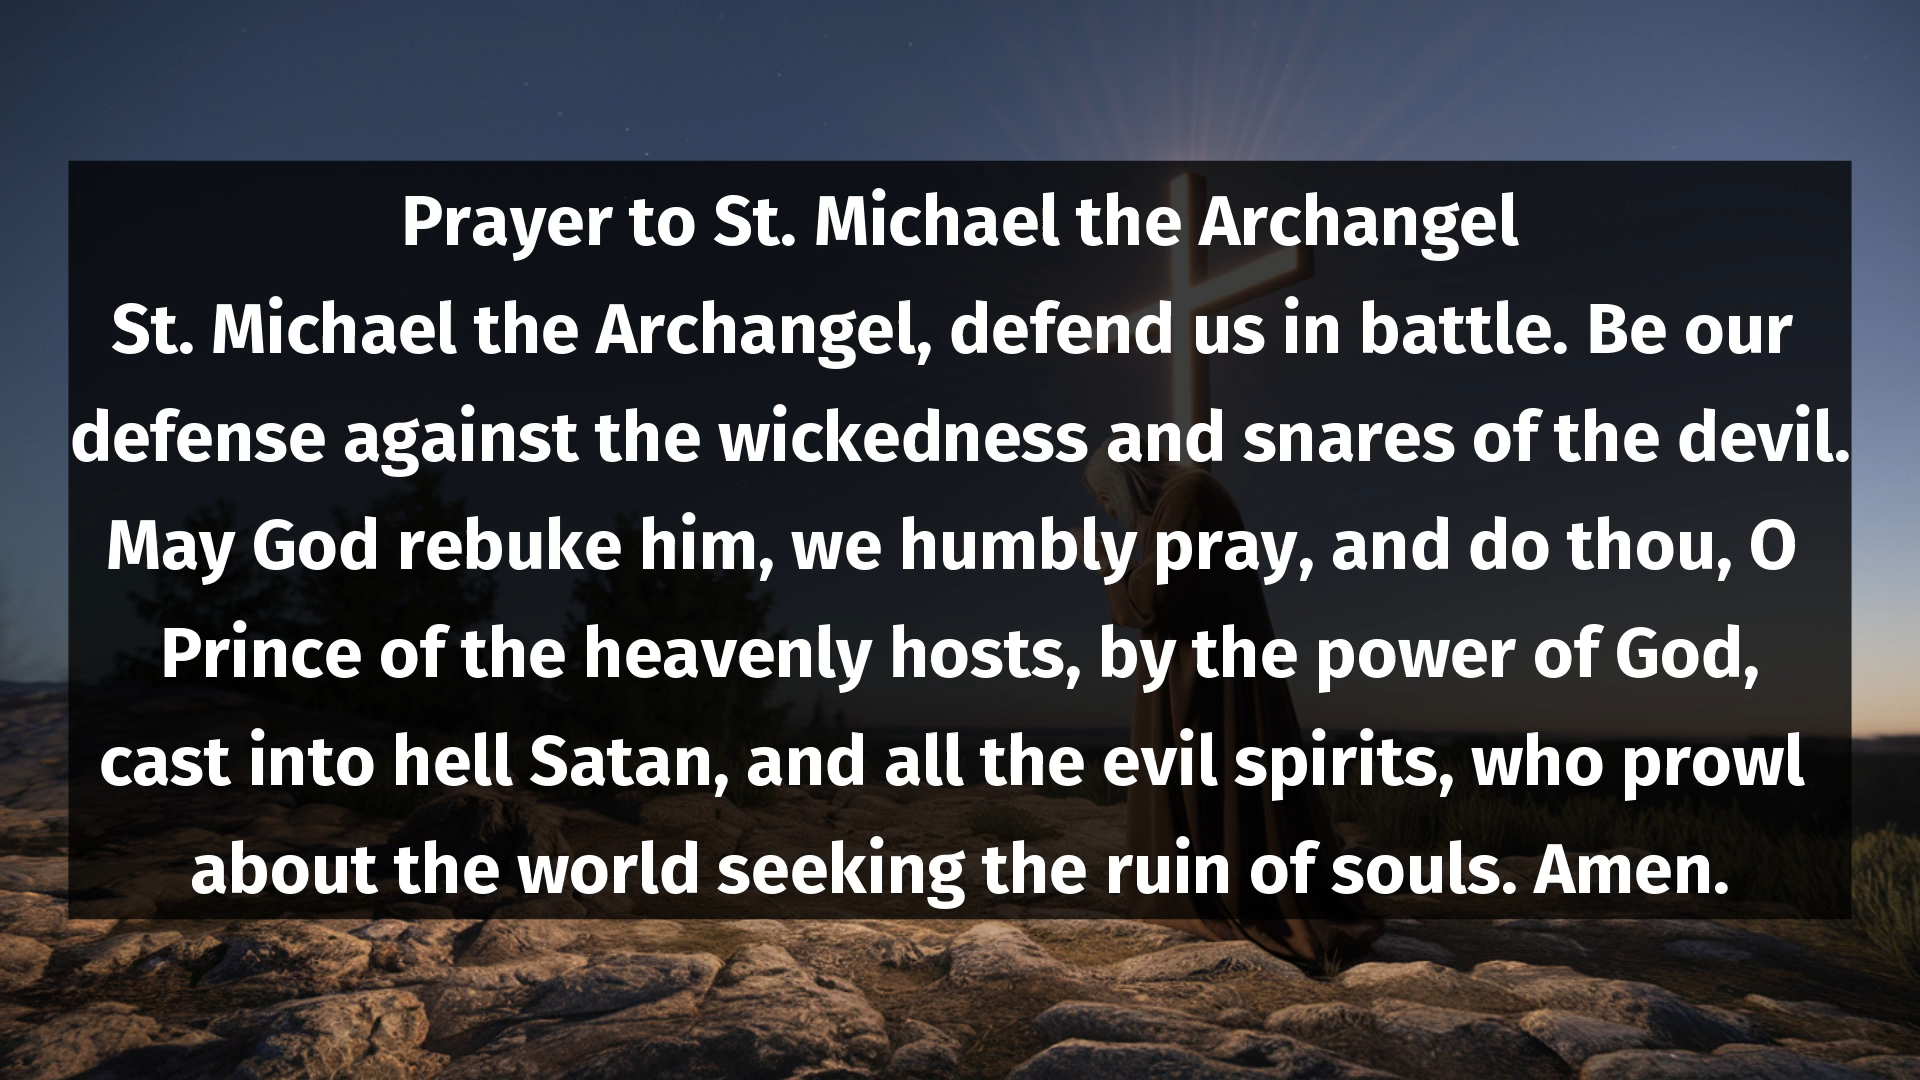 Prayer to St. Michael the Archangel
St. Michael the Archangel, defend us in battle. Be our
defense against the wickedness and snares of the devil.
May God rebuke him, we humbly pray, and do thou, O
Prince of the heavenly hosts, by the power of God,
cast into hell Satan, and all the evil spirits, who prowl
about the world seeking the ruin of souls. Amen.